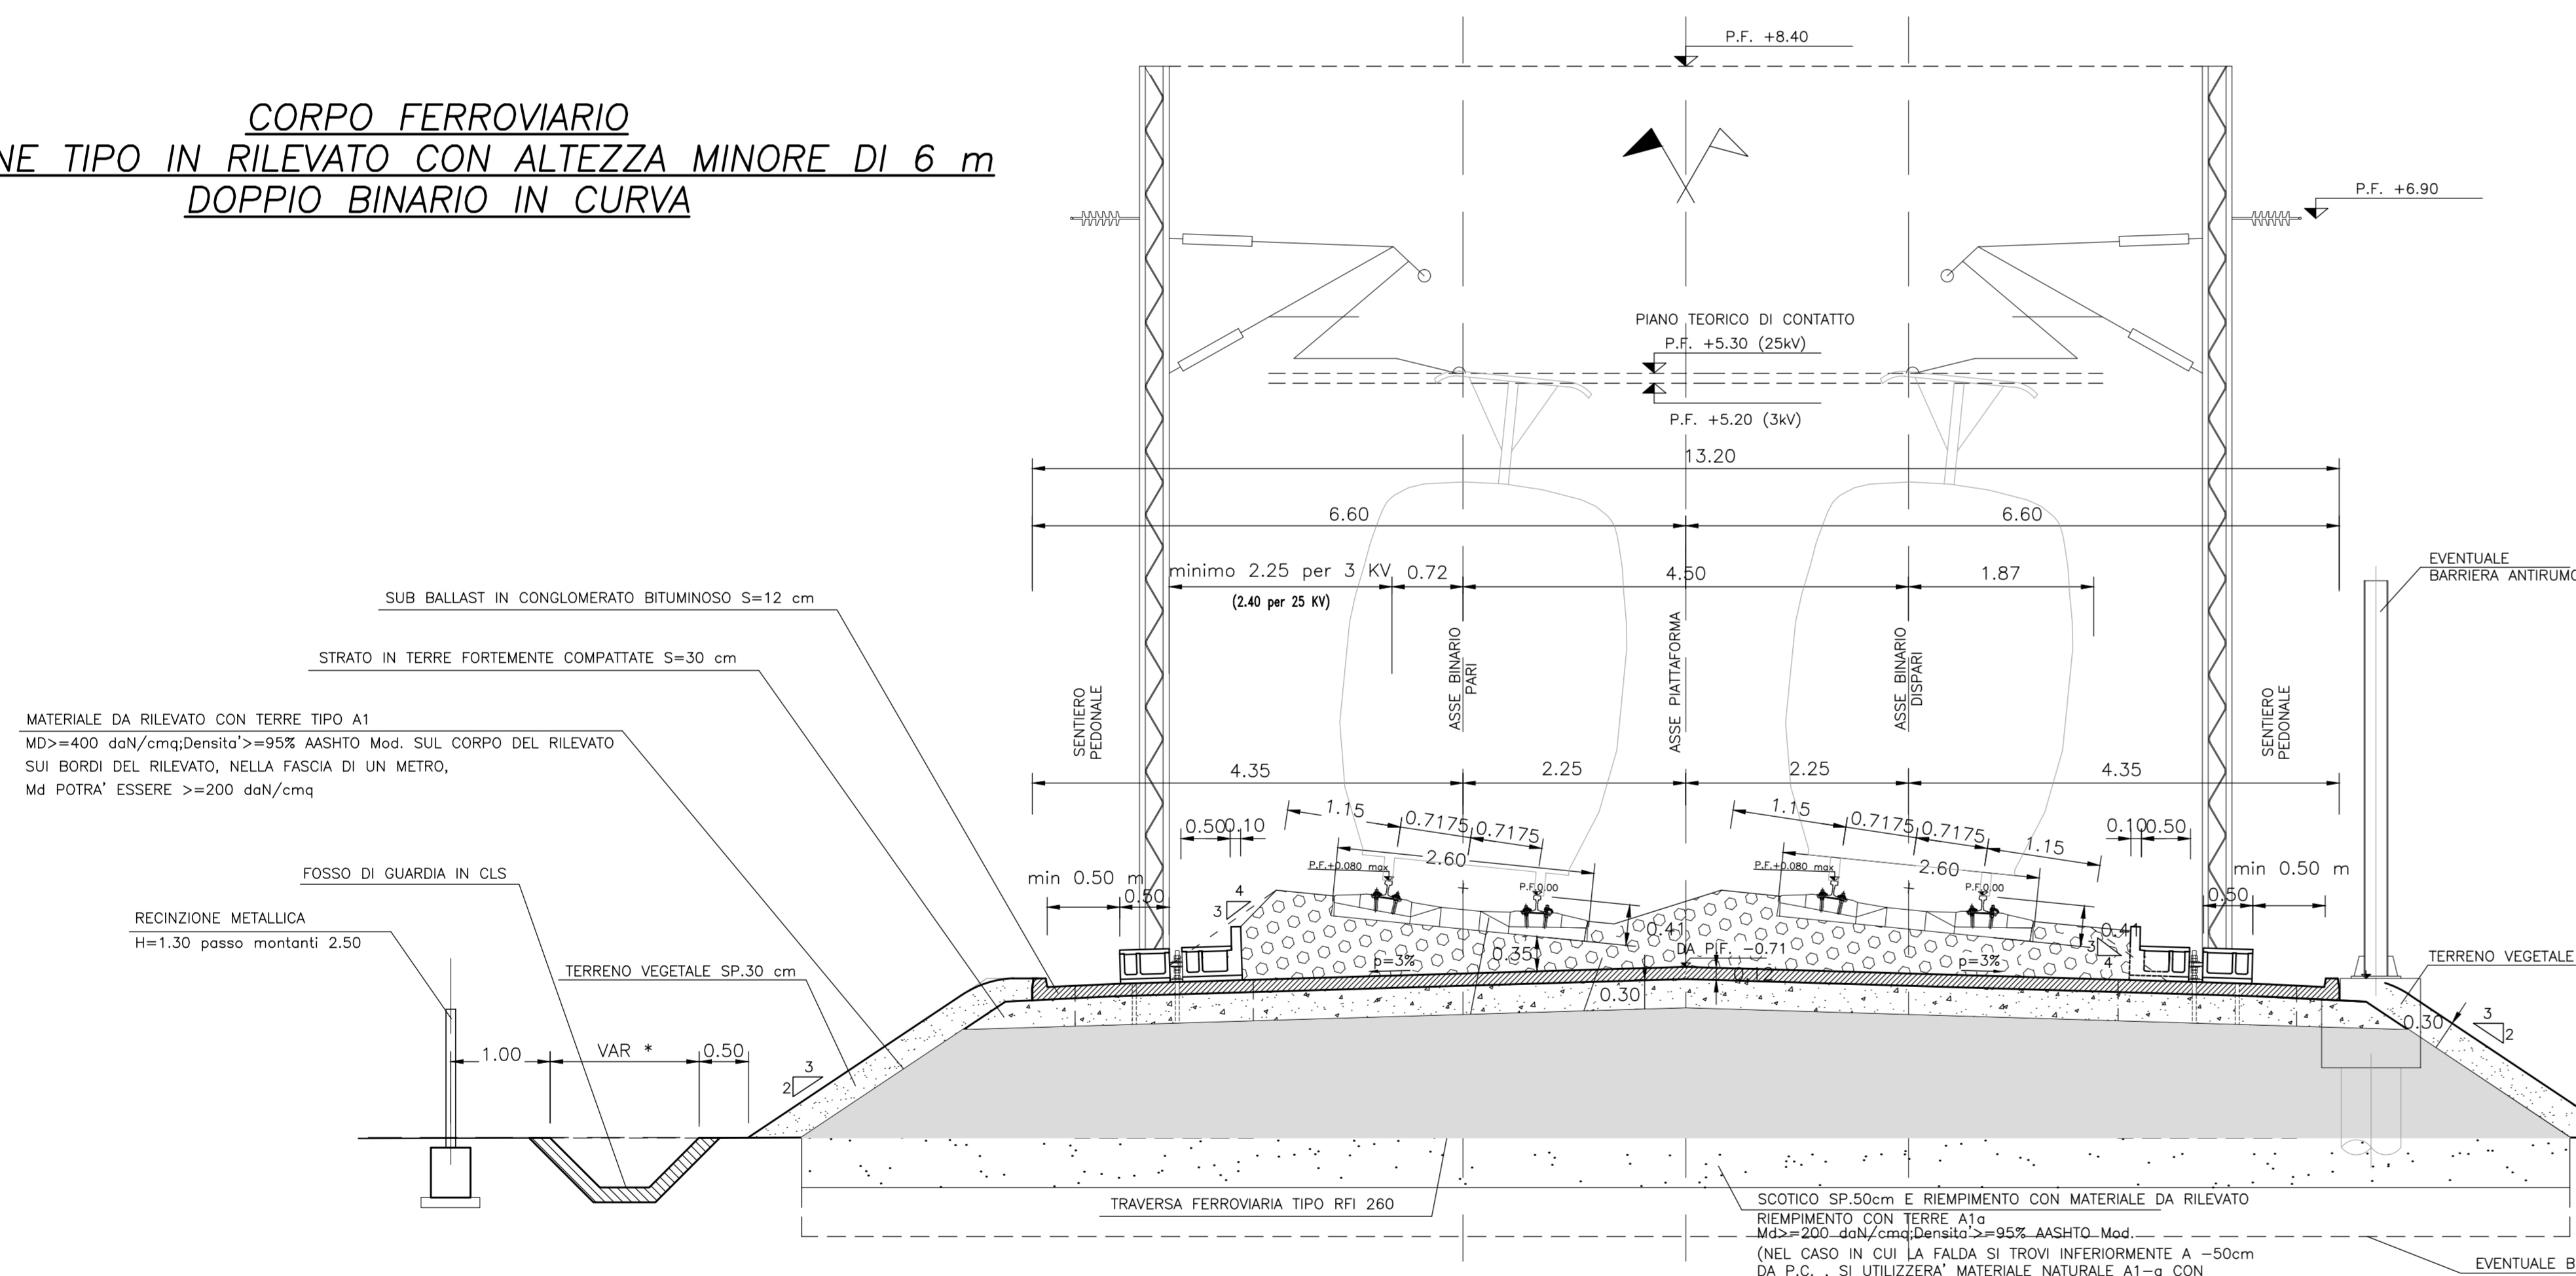 CORPO FERROVIARIO
NE TIPO IN RILEVATO CON ALTEZZA MINORE DI 6 m
DOPPIO BINARIO IN CURVA
P.F. +8.40
P.F. +6.90
PIANO TEORICO DI CONTATTO
P.F. +5.30 (25kV)
P.F. +5.20 (3kV)
13.20
6.60
6.60
minimo 2.25 per 3 KV
0.72
4.50
1.87
(2.40 per 25 KV)
EVENTUALE
BARRIERA ANTIRUMO
SUB BALLAST IN CONGLOMERATO BITUMINOSO S=12 cm
STRATO IN TERRE FORTEMENTE COMPATTATE S=30 cm
MATERIALE DA RILEVATO CON TERRE TIPO A1
MD>=400 daN/cmq;Densita'>=95% AASHTO Mod. SUL CORPO DEL RILEVATO
SUI BORDI DEL RILEVATO, NELLA FASCIA DI UN METRO,
Md POTRA' ESSERE >=200 daN/cmq
SENTIERO
PEDONALE
ASSE BINARIO
PARI
ASSE PIATTAFORMA
ASSE BINARIO
DISPARI
SENTIERO
PEDONALE
4.35
2.25
2.25
4.35
0.50
0.10
1.15
0.7175
0.7175
1.15
0.7175
0.7175
1.15
0.10
0.50
2.60
2.60
P.F.+0.080 max
P.F.0.00
P.F.+0.080 max
P.F.0.00
min 0.50 m
0.50
0.50
min 0.50 m
3
4
3
4
0.41
0.41
p=3%
0.35
DA P.F. -0.71
0.12
p=3%
0.30
FOSSO DI GUARDIA IN CLS
RECINZIONE METALLICA
H=1.30 passo montanti 2.50
TERRENO VEGETALE SP.30 cm
TERRENO VEGETALE
1.00
VAR *
0.50
3
2
0.30
3
2
TRAVERSA FERROVIARIA TIPO RFI 260
SCOTICO SP.50cm E RIEMPIMENTO CON MATERIALE DA RILEVATO
RIEMPIMENTO CON TERRE A1a
Md>=200 daN/cmq;Densita'>=95% AASHTO Mod.
(NEL CASO IN CUI LA FALDA SI TROVI INFERIORMENTE A -50cm
DA P.C. , SI UTILIZZERA' MATERIALE NATURALE A1-a CON
EVENTUALE B